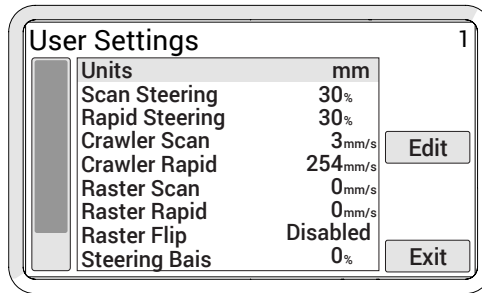 User Settings 1
Units mm
Scan Steering 30%
Rapid Steering 30%
Crawler Scan 3mm/s
Crawler Rapid 254mm/s
Raster Scan 0mm/s
Raster Rapid 0mm/s
Raster Flip Disabled
Steering Bais 0%
Edit
Exit